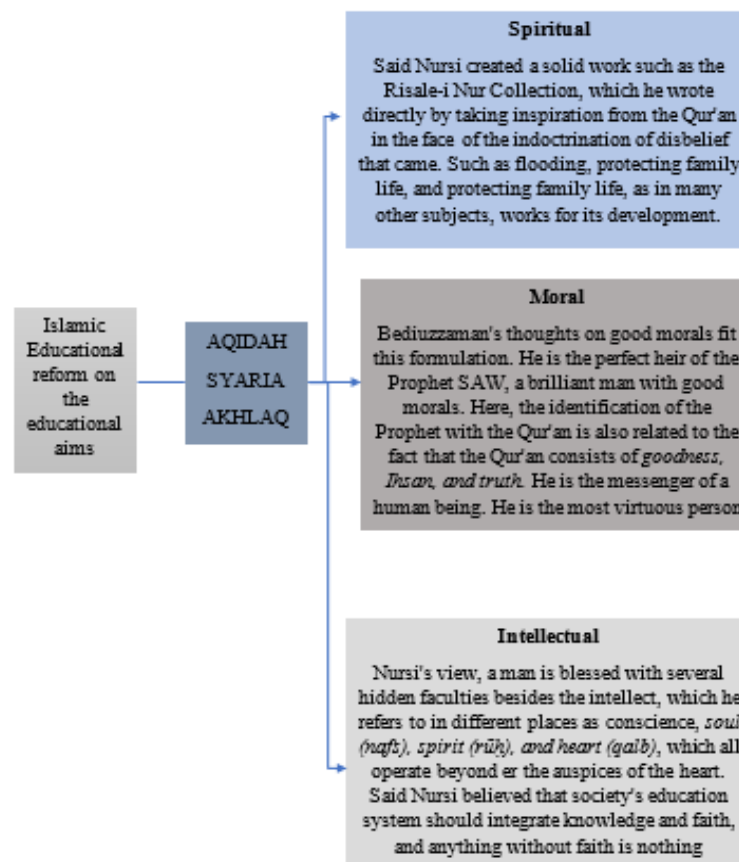 Islamic
Educational
reform on
the
educational
aims
AQIDAH
SYARIA
AKHLAQ
Spiritual
Said Nursi created a solid work such as the
Risale-i Nur Collection, which he wrote
directly by taking inspiration from the Qur'an
in the face of the indoctrination of disbelief
that came. Such as flooding, protecting family
life, and protecting family life, as in many
other subjects, works for its development.
Moral
Bediuzzaman's thoughts on good morals fit
this formulation. He is the perfect heir of the
Prophet SAW, a brilliant man with good
morals. Here, the identification of the
Prophet with the Qur'an is also related to the
fact that the Qur'an consists of goodness,
Ihsan, and truth. He is the messenger of a
human being. He is the most virtuous person
Intellectual
Nursi's view, a man is blessed with several
hidden faculties besides the intellect, which he
refers to in different places as conscience, soul
(nafs), spirit (rūḥ), and heart (qalb), which all
operate beyond er the auspices of the heart.
Said Nursi believed that society's education
system should integrate knowledge and faith,
and anything without faith is nothing